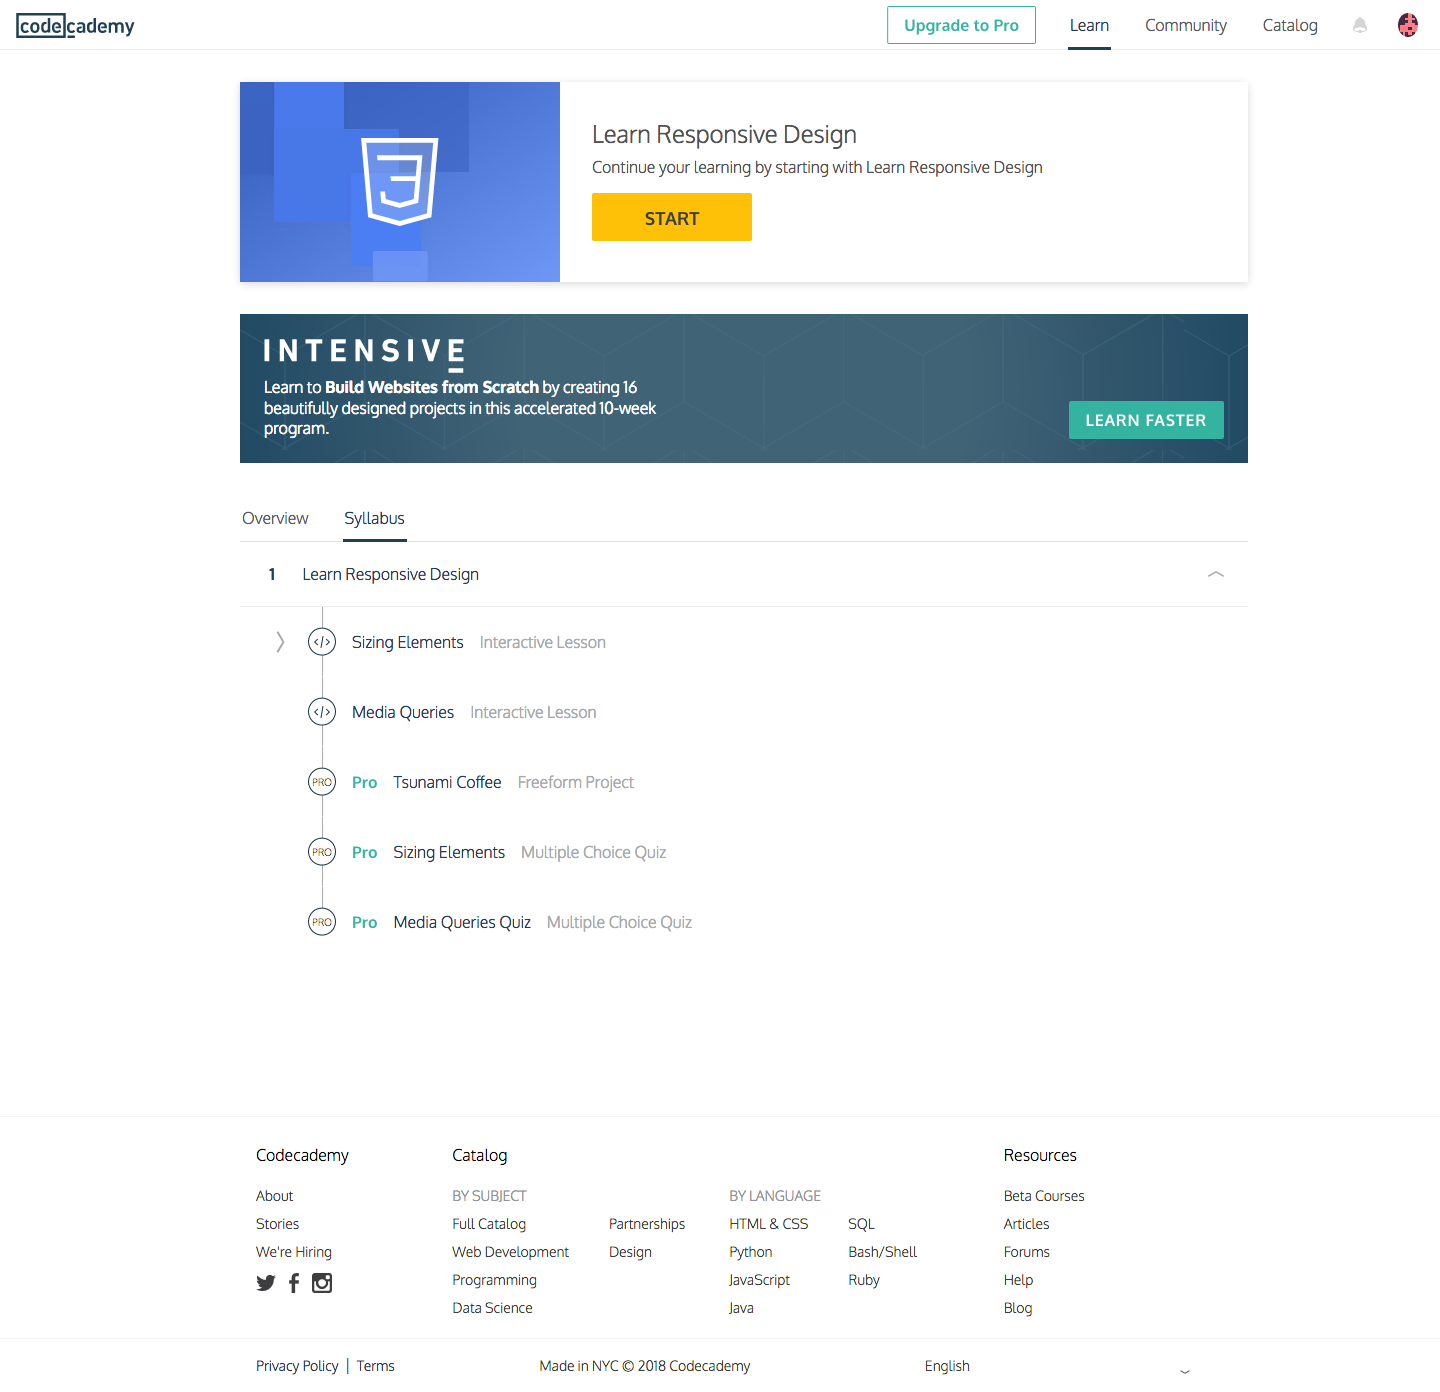 codecademy
Upgrade to Pro
Learn
Community
Catalog
Learn Responsive Design
Continue your learning by starting with Learn Responsive Design
START
INTENSIVE
Learn to Build Websites from Scratch by creating 16
beautifully designed projects in this accelerated 10-week
program.
LEARN FASTER
Overview
Syllabus
1 Learn Responsive Design
Sizing Elements Interactive Lesson
Media Queries Interactive Lesson
PRO Pro Tsunami Coffee Freeform Project
PRO Pro Sizing Elements Multiple Choice Quiz
PRO Pro Media Queries Quiz Multiple Choice Quiz
Codecademy
About
Stories
We're Hiring
Catalog
BY SUBJECT
Full Catalog
Web Development
Programming
Data Science
Partnerships
Design
BY LANGUAGE
HTML & CSS
Python
JavaScript
Java
SQL
Bash/Shell
Ruby
Resources
Beta Courses
Articles
Forums
Help
Blog
Privacy Policy | Terms
Made in NYC © 2018 Codecademy
English